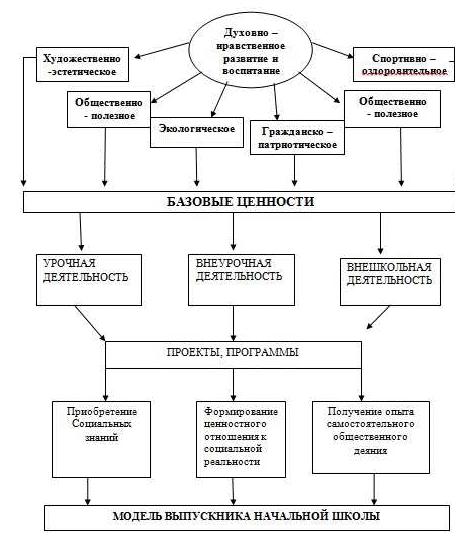 Духовно –
нравственное
развитие и
воспитание
Художественно
-эстетическое
Спортивно –
оздоровительное
Общественно
- полезное
Экологическое
Гражданско –
патриотическое
Общественно
- полезное
БАЗОВЫЕ ЦЕННОСТИ
УРОЧНАЯ
ДЕЯТЕЛЬНОСТЬ
ВНЕУРОЧНАЯ
ДЕЯТЕЛЬНОСТЬ
ВНЕШКОЛЬНАЯ
ДЕЯТЕЛЬНОСТЬ
ПРОЕКТЫ, ПРОГРАММЫ
Приобретение
Социальных
знаний
Формирование
ценностного
отношения к
социальной
реальности
Получение опыта
самостоятельного
общественного
деяния
МОДЕЛЬ ВЫПУСКНИКА НАЧАЛЬНОЙ ШКОЛЫ